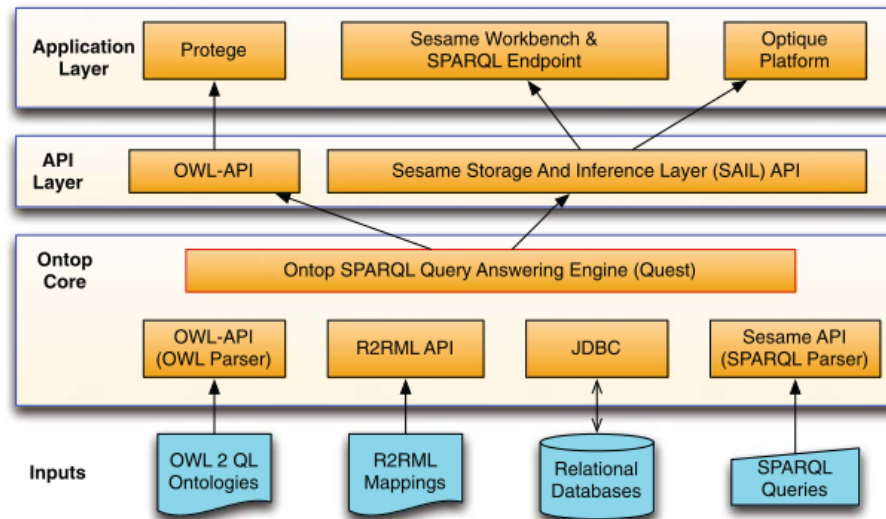 Application
Layer
Protege
Sesame Workbench &
SPARQL Endpoint
Optique
Platform
API
Layer
OWL-API
Sesame Storage And Inference Layer (SAIL) API
Ontop
Core
Ontop SPARQL Query Answering Engine (Quest)
OWL-API
(OWL Parser)
R2RML API
JDBC
Sesame API
(SPARQL Parser)
Inputs
OWL 2 QL
Ontologies
R2RML
Mappings
Relational
Databases
SPARQL
Queries